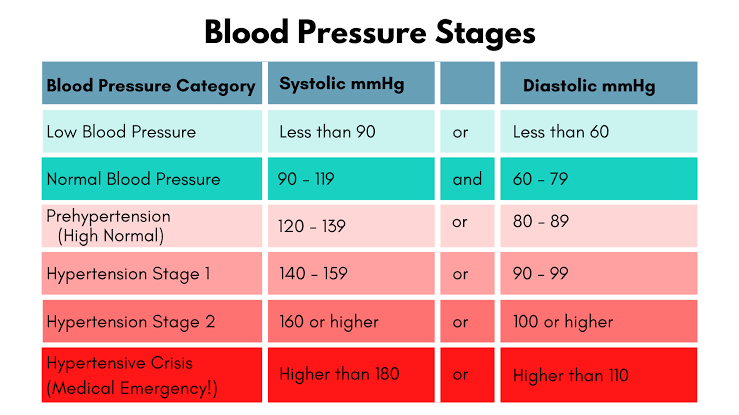 Blood Pressure Stages
Blood Pressure Category Systolic mmHg Diastolic mmHg
Low Blood Pressure Less than 90 or Less than 60
Normal Blood Pressure 90 - 119 and 60 - 79
Prehypertension
(High Normal) 120 - 139 or 80 - 89
Hypertension Stage 1 140 - 159 or 90 - 99
Hypertension Stage 2 160 or higher or 100 or higher
Hypertensive Crisis
(Medical Emergency!) Higher than 180 or Higher than 110